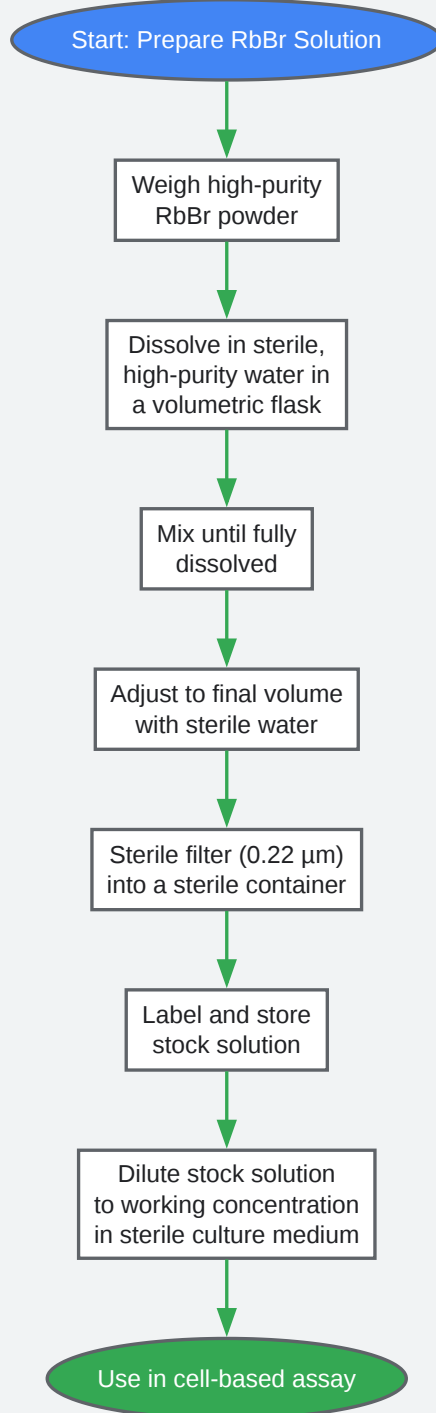 Start: Prepare RbBr Solution
Weigh high-purity
RbBr powder
Dissolve in sterile,
high-purity water in
a volumetric flask
Mix until fully
dissolved
Adjust to final volume
with sterile water
Sterile filter (0.22 µm)
into a sterile container
Label and store
stock solution
Dilute stock solution
to working concentration
in sterile culture medium
Use in cell-based assay